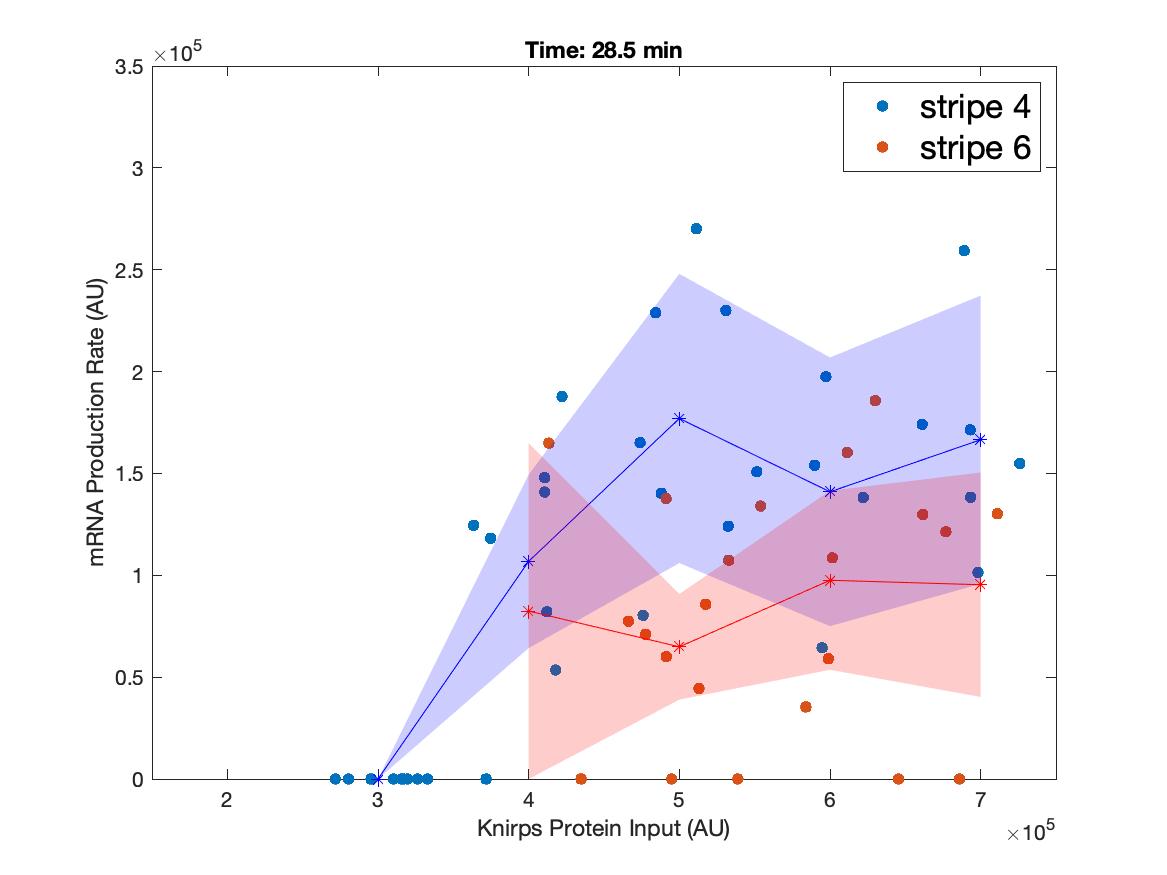 Time: 28.5 min
×10⁵
3.5
3
2.5
2
1.5
1
0.5
0
mRNA Production Rate (AU)
stripe 4
stripe 6
2 3 4 5 6 7
Knirps Protein Input (AU)
×10⁵